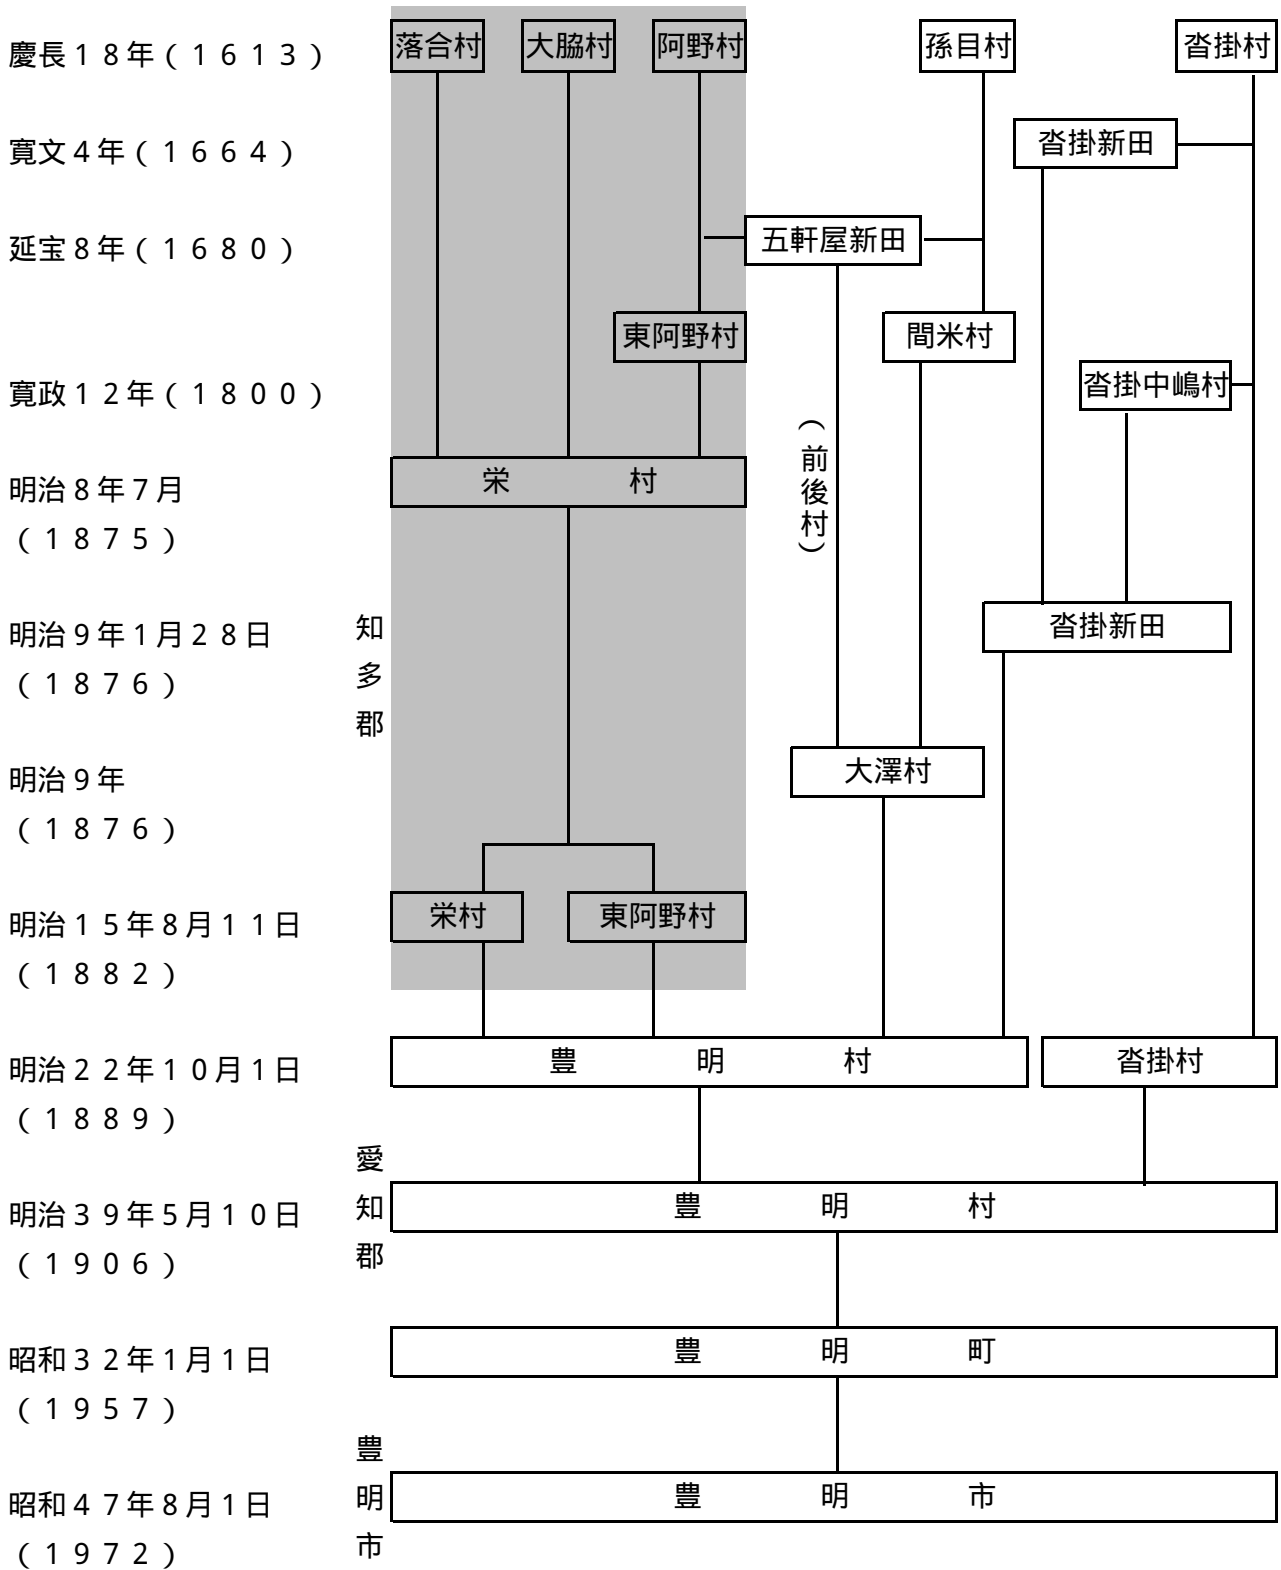 慶長18年(1613)
落合村
大脇村
阿野村
孫目村
沓掛村
寛文4年(1664)
沓掛新田
延宝8年(1680)
五軒屋新田
東阿野村
間米村
寛政12年(1800)
沓掛中嶋村
(前後村)
明治8年7月
(1875)
栄村
明治9年1月28日
(1876)
知多郡
沓掛新田
明治9年
(1876)
大澤村
明治15年8月11日
(1882)
栄村
東阿野村
明治22年10月1日
(1889)
豊明村
沓掛村
愛知郡
明治39年5月10日
(1906)
豊明村
昭和32年1月1日
(1957)
豊明町
豊明市
昭和47年8月1日
(1972)
豊明市